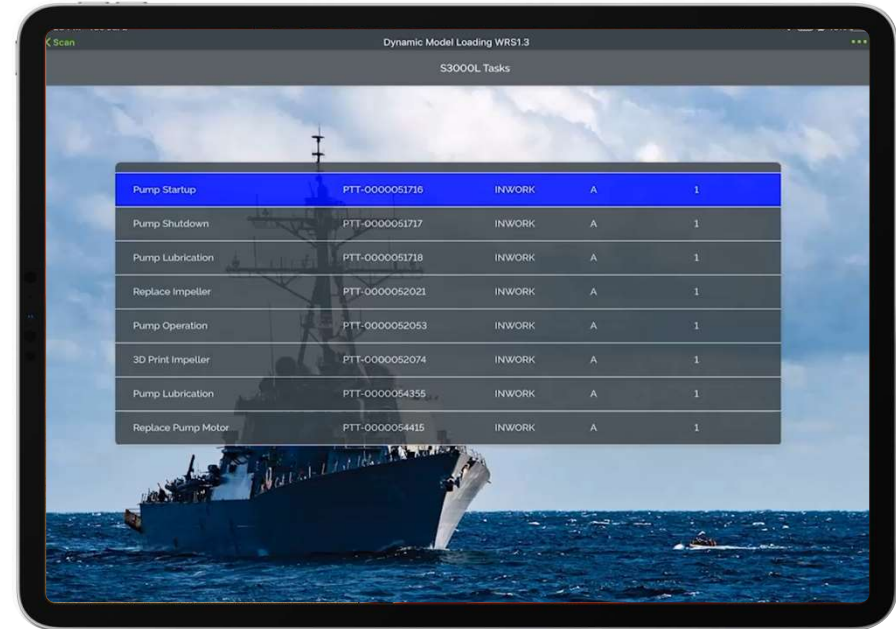 Scan
Dynamic Model Loading WRS1.3
S3000L Tasks
Pump Startup PTT-0000051716 INWORK A 1
Pump Shutdown PTT-0000051717 INWORK A 1
Pump Lubrication PTT-0000051718 INWORK A 1
Replace Impeller PTT-0000052021 INWORK A 1
Pump Operation PTT-0000052053 INWORK A 1
3D Print Impeller PTT-0000052074 INWORK A 1
Pump Lubrication PTT-0000054355 INWORK A 1
Replace Pump Motor PTT-0000054415 INWORK A 1